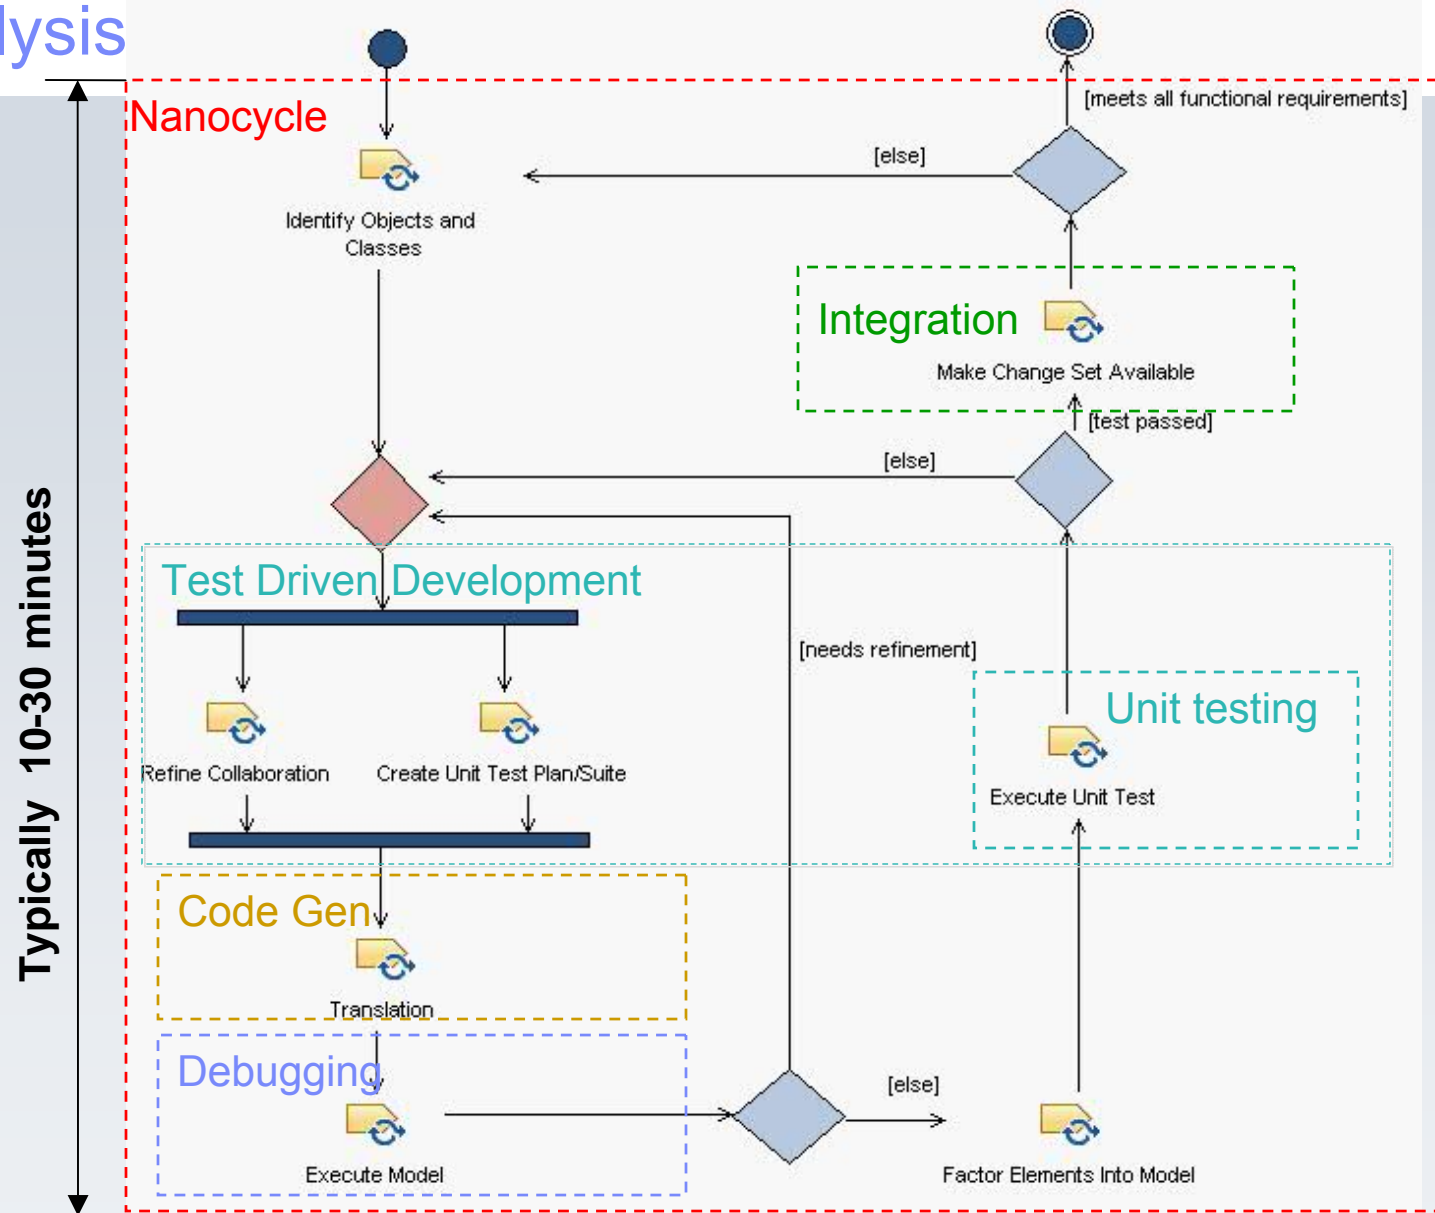 lysis
Nanocycle
[meets all functional requirements]
[else]
Identify Objects and
Classes
Integration
Make Change Set Available
[test passed]
[else]
Test Driven Development
[needs refinement]
Unit testing
Refine Collaboration
Create Unit Test Plan/Suite
Execute Unit Test
Code Gen
Translation
Debugging
[else]
Execute Model
Factor Elements Into Model
Typically 10-30 minutes